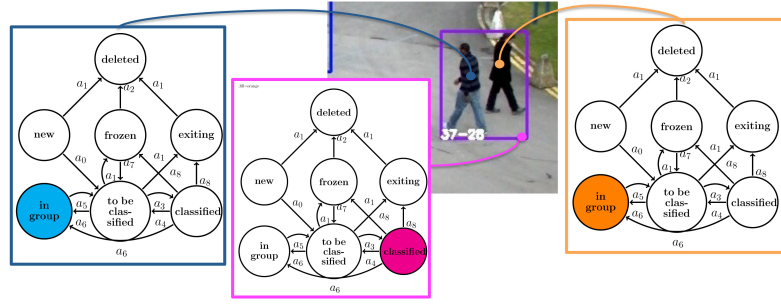 deleted
a₁ a₂ a₁
new frozen exiting
a₁
a₀ a₇
a₁ a₈
a₈
in
group
to be
clas-
sified
classified
a₅ a₃
a₆ a₄
a₆
deleted
a₁ a₂ a₁
new frozen exiting
a₁
a₀ a₇
a₁ a₈
a₈
in
group
to be
clas-
sified
classified
a₅ a₃
a₆ a₄
a₆
37-28
deleted
a₁ a₂ a₁
new frozen exiting
a₁
a₀ a₇
a₁ a₈
a₈
in
group
to be
clas-
sified
classified
a₅ a₃
a₆ a₄
a₆